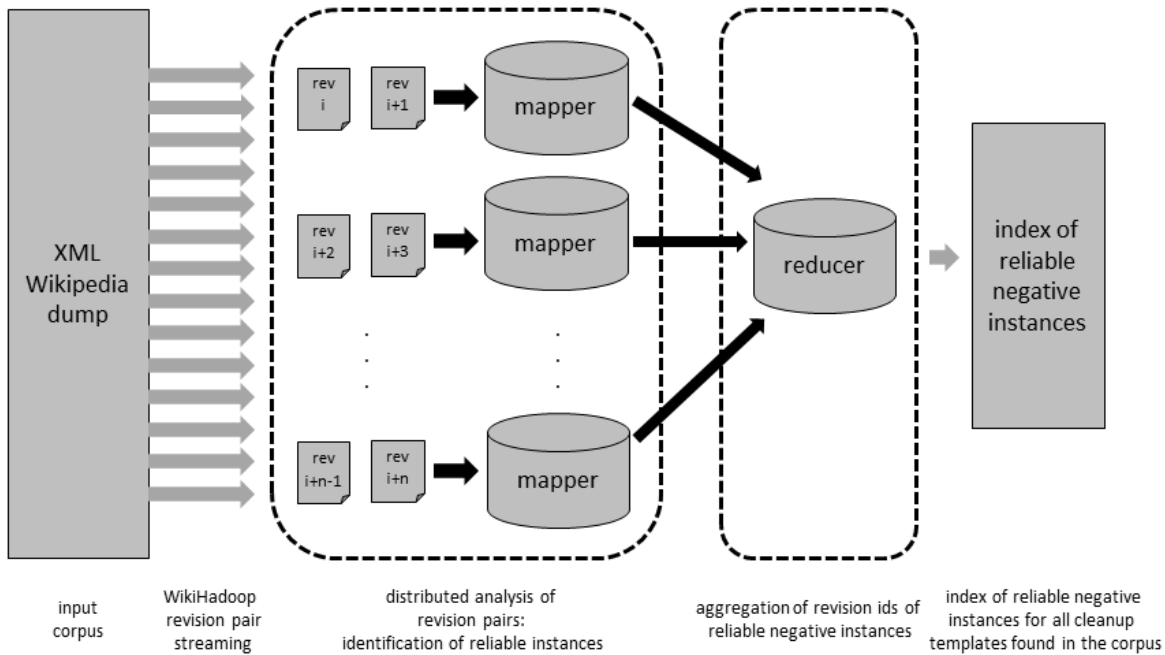 XML
Wikipedia
dump
rev
i
rev
i+1
mapper
rev
i+2
rev
i+3
mapper
rev
i+n-1
rev
i+n
mapper
reducer
index of
reliable
negative
instances
input
corpus
WikiHadoop
revision pair
streaming
distributed analysis of
revision pairs:
identification of reliable instances
aggregation of revision ids of
reliable negative instances
index of reliable negative
instances for all cleanup
templates found in the corpus